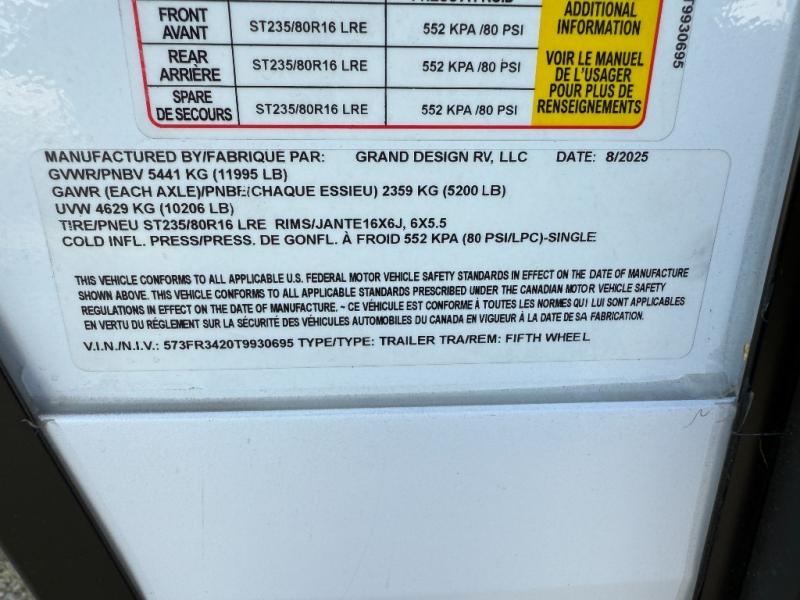 ADDITIONAL
INFORMATION
FRONT
AVANT
ST235/80R16 LRE
552 KPA /80 PSI
REAR
ARRIÈRE
ST235/80R16 LRE
552 KPA /80 PSI
SPARE
DE SECOURS
ST235/80R16 LRE
552 KPA /80 PSI
VOIR LE MANUEL
DE L'USAGER
POUR PLUS DE
RENSEIGNEMENTS
T9930695
MANUFACTURED BY/FABRIQUE PAR: GRAND DESIGN RV, LLC DATE: 8/2025
GVWR/PNBV 5441 KG (11995 LB)
GAWR (EACH AXLE)/PNBE(CHAQUE ESSIEU) 2359 KG (5200 LB)
UVW 4629 KG (10206 LB)
TIRE/PNEU ST235/80R16 LRE RIMS/JANTE16X6J, 6X5.5
COLD INFL. PRESS/PRESS. DE GONFL. À FROID 552 KPA (80 PSI/LPC)-SINGLE
THIS VEHICLE CONFORMS TO ALL APPLICABLE U.S. FEDERAL MOTOR VEHICLE SAFETY STANDARDS IN EFFECT ON THE DATE OF MANUFACTURE
SHOWN ABOVE. THIS VEHICLE CONFORMS TO ALL APPLICABLE STANDARDS PRESCRIBED UNDER THE CANADIAN MOTOR VEHICLE SAFETY
REGULATIONS IN EFFECT ON THE DATE OF MANUFACTURE. ~ CE VÉHICULE EST CONFORME À TOUTES LES NORMES QUI LUI SONT APPLICABLES
EN VERTU DU RÉGLEMENT SUR LA SÉCURITÉ DES VÉHICULES AUTOMOBILES DU CANADA EN VIGUEUR À LA DATE DE SA FABRICATION.
V.I.N./N.I.V.: 573FR3420T9930695 TYPE/TYPE: TRAILER TRA/REM: FIFTH WHEEL